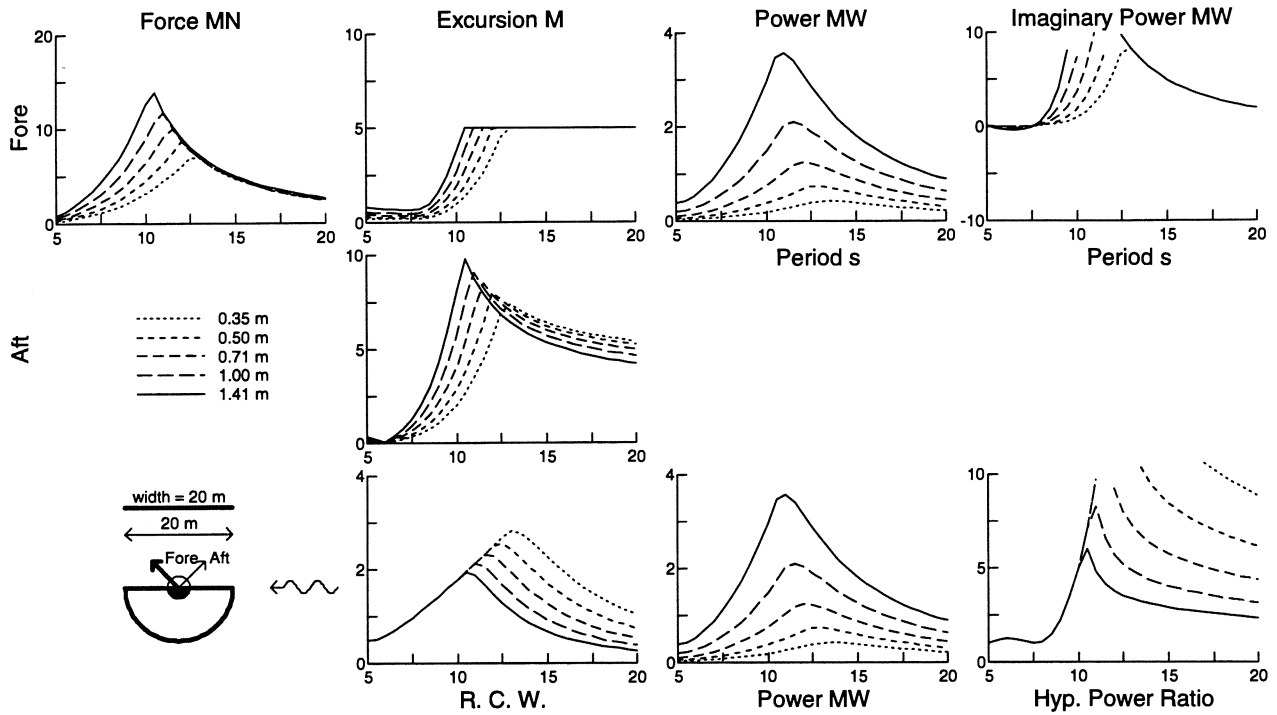 Force MN
Excursion M
Power MW
Imaginary Power MW
Fore
20
10
0
5 10 15 20
10
5
0
5 10 15 20
4
2
0
5 10 15 20
Period s
10
5
0
-10
5 10 15 20
Period s
Aft
0.35 m
0.50 m
0.71 m
1.00 m
1.41 m
10
5
0
5 10 15 20
width = 20 m
20 m
Fore Aft
4
2
0
5 10 15 20
R. C. W.
4
2
0
5 10 15 20
Power MW
10
5
0
5 10 15 20
Hyp. Power Ratio